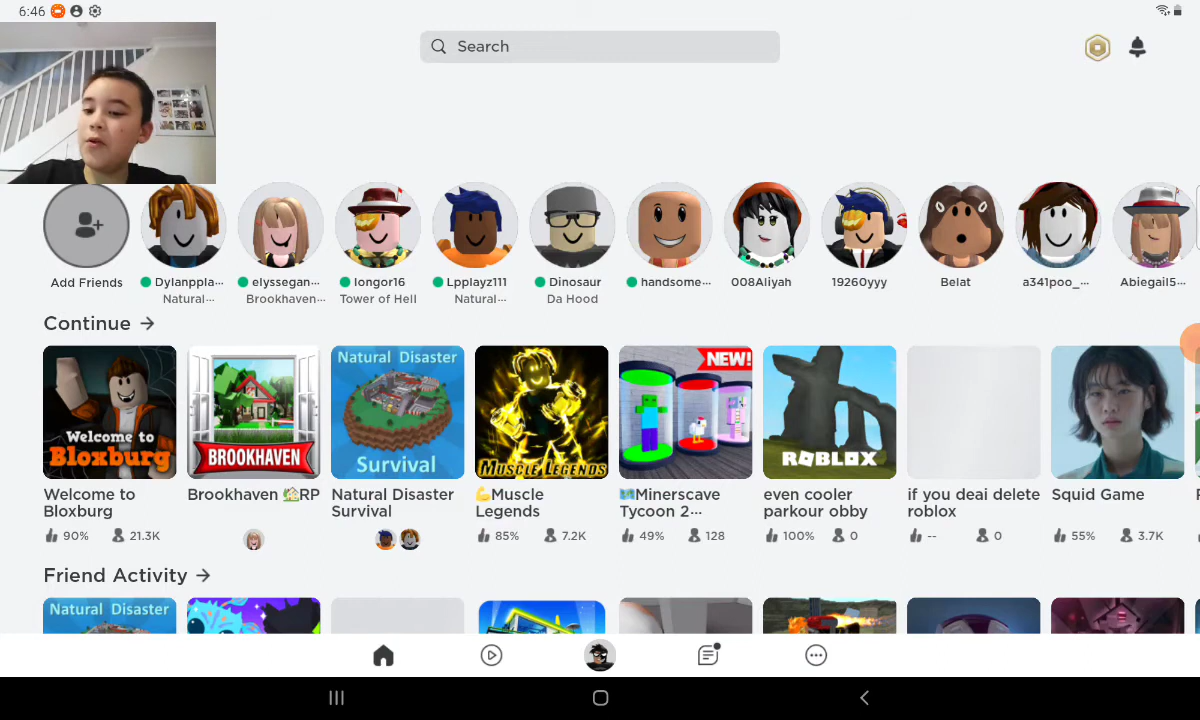 6:46
Search
Add Friends
Dylanppla...
Natural...
elyssegan...
Brookhaven...
longor16
Tower of Hell
Lpplayz111
Natural...
Dinosaur
Da Hood
handsome...
008Aliyah
19260yyy
Belat
a341poo_...
Abiegail5...
Continue →
Welcome to
Bloxburg
BROOKHAVEN
Natural Disaster
Survival
MUSCLE LEGENDS
NEW!
ROBLOX
Welcome to
Bloxburg
90% 21.3K
Brookhaven 🏡RP
Natural Disaster
Survival
💪Muscle
Legends
85% 7.2K
🗺️Minerscave
Tycoon 2...
49% 128
even cooler
parkour obby
100% 0
if you deai delete
roblox
-- 0
Squid Game
55% 3.7K
Friend Activity →
Natural Disaster